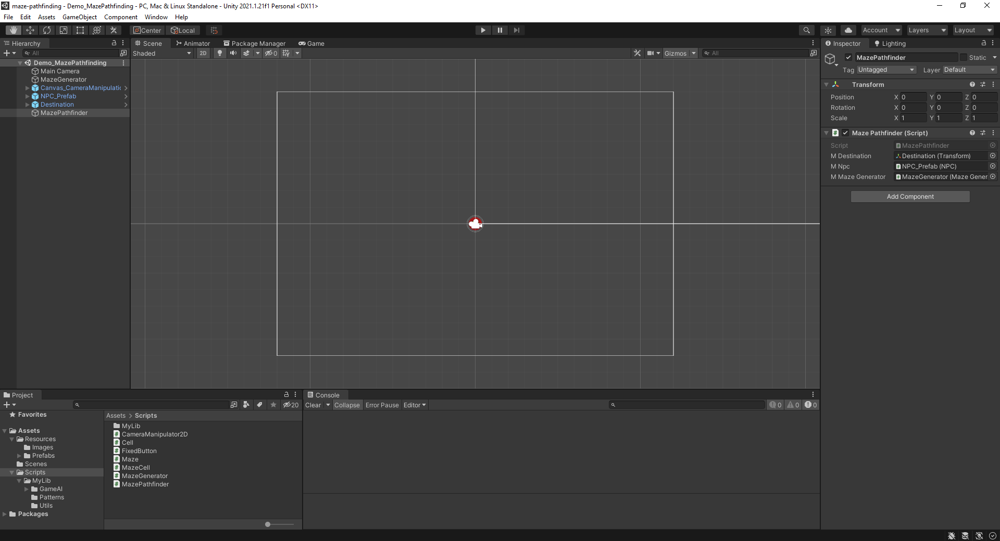 maze-pathfinding - Demo_MazePathfinding - PC, Mac & Linux Standalone - Unity 2021.1.21f1 Personal <DX11>
File Edit Assets GameObject Component Window Help
Center Local Account Layers Layout
Hierarchy
All
Demo_MazePathfinding
Main Camera
MazeGenerator
Canvas_CameraManipulatic
NPC_Prefab
Destination
MazePathfinder
Scene Animator Package Manager Game
Shaded 2D 0 Gizmos All
Inspector Lighting
MazePathfinder Static
Tag Untagged Layer Default
Transform
Position X 0 Y 0 Z 0
Rotation X 0 Y 0 Z 0
Scale X 1 Y 1 Z 1
# Maze Pathfinder (Script)
Script MazePathfinder
M Destination Destination (Transform)
M Npc NPC_Prefab (NPC)
M Maze Generator MazeGenerator (Maze Gener
Add Component
Project
20
Favorites
Assets
Resources
Images
Prefabs
Scenes
Scripts
MyLib
GameAI
Patterns
Utils
Packages
Assets > Scripts
MyLib
# CameraManipulator2D
# Cell
# FixedButton
# Maze
# MazeCell
# MazeGenerator
# MazePathfinder
Console
Clear Collapse Error Pause Editor 0 0 0